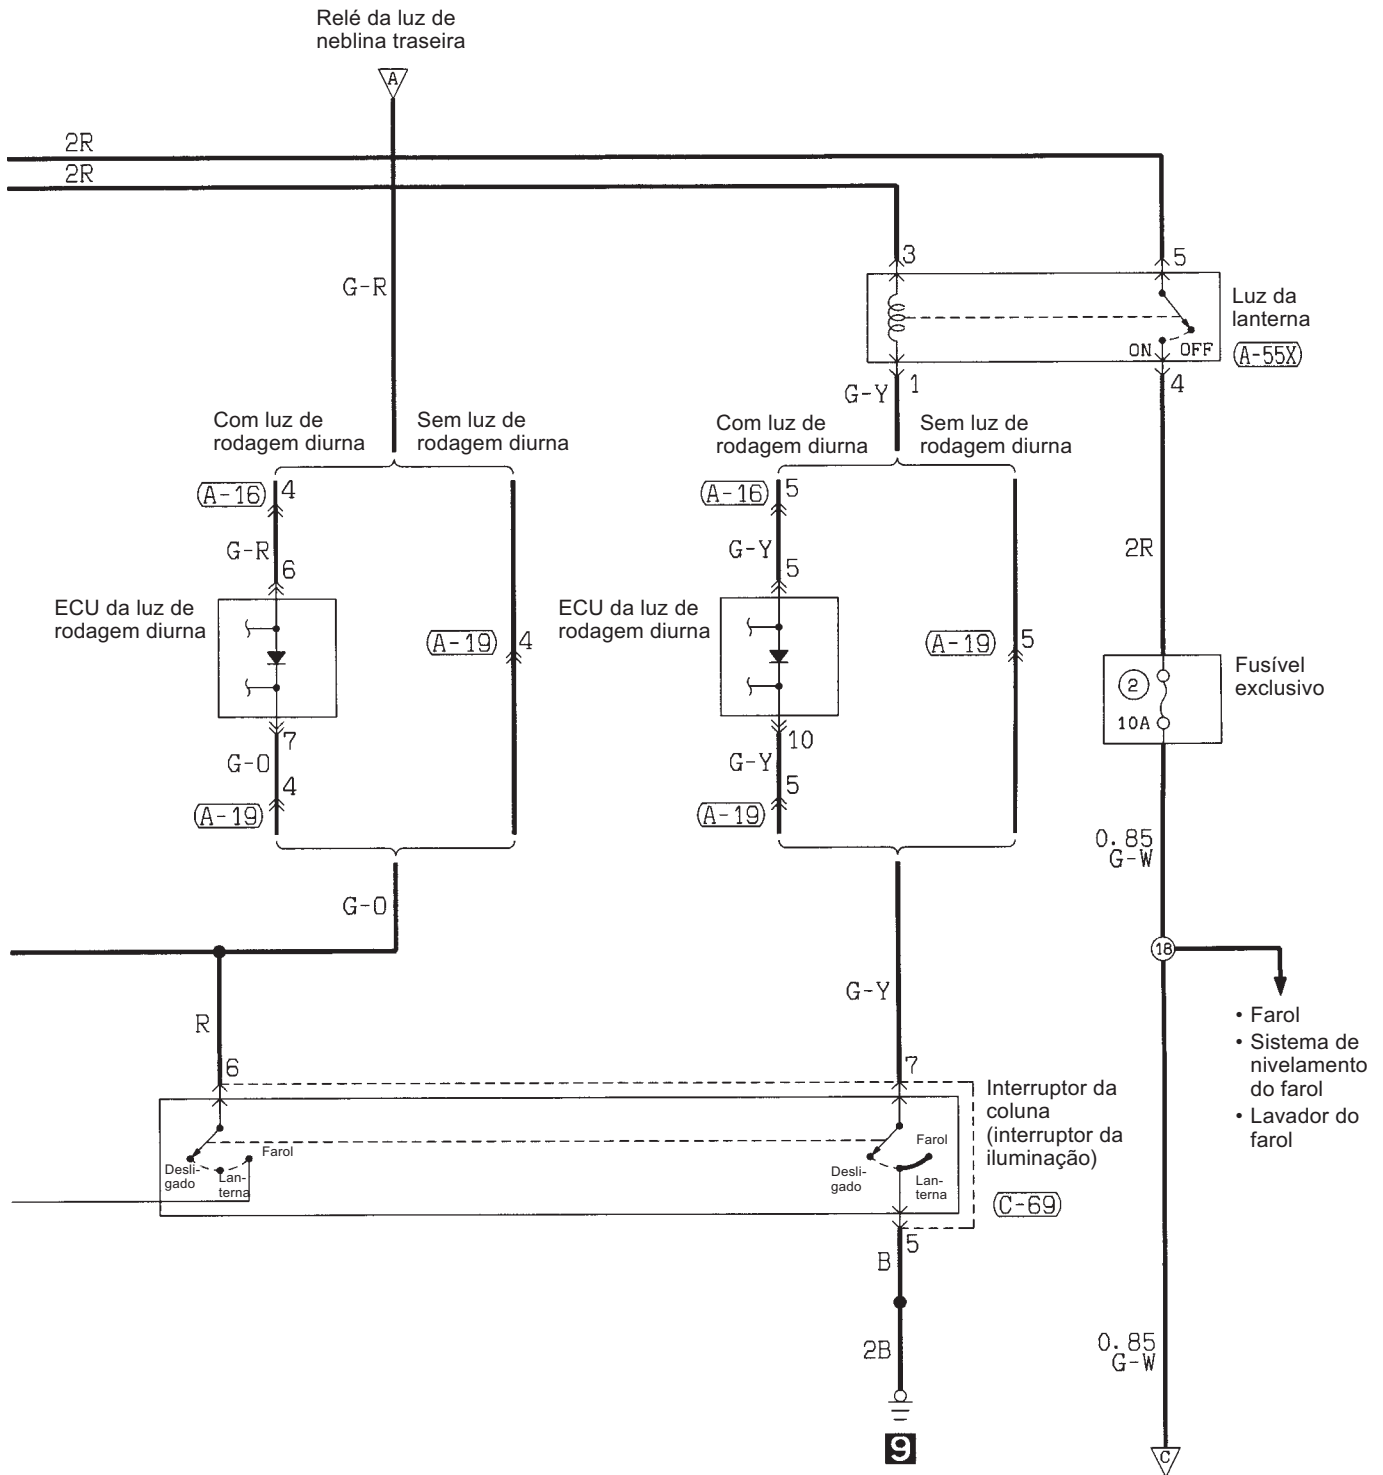 Relé da luz de
neblina traseira
A
2R
2R
3
5
G-R
Luz da
lanterna
ON OFF
A-55X
1
4
G-Y
Com luz de
rodagem diurna
Sem luz de
rodagem diurna
Com luz de
rodagem diurna
Sem luz de
rodagem diurna
A-16
4
A-16
5
G-R
G-Y
2R
6
5
ECU da luz de
rodagem diurna
A-19
4
ECU da luz de
rodagem diurna
A-19
5
Fusível
exclusivo
2
10A
7
10
G-O
G-Y
4
5
A-19
A-19
0.85
G-W
G-O
18
G-Y
R
• Farol
• Sistema de
nivelamento
do farol
• Lavador do
farol
6
7
Interruptor da
coluna
(interruptor da
iluminação)
C-69
Farol
Desli-
gado
Lan-
terna
Farol
Desli-
gado
Lan-
terna
5
B
2B
0.85
G-W
9
C